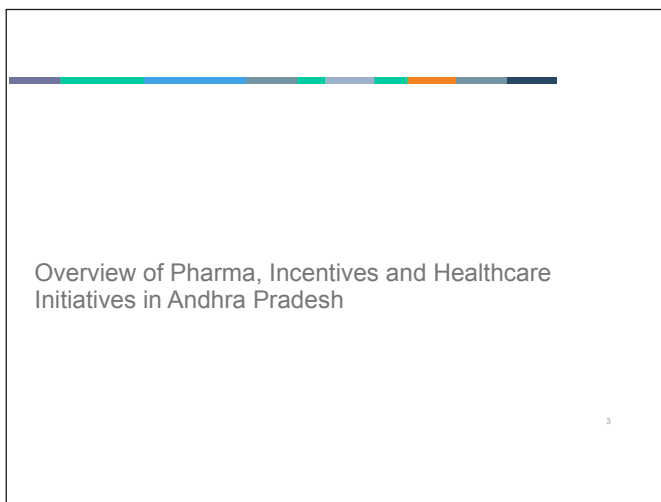 Overview of Pharma, Incentives and Healthcare
Initiatives in Andhra Pradesh
3